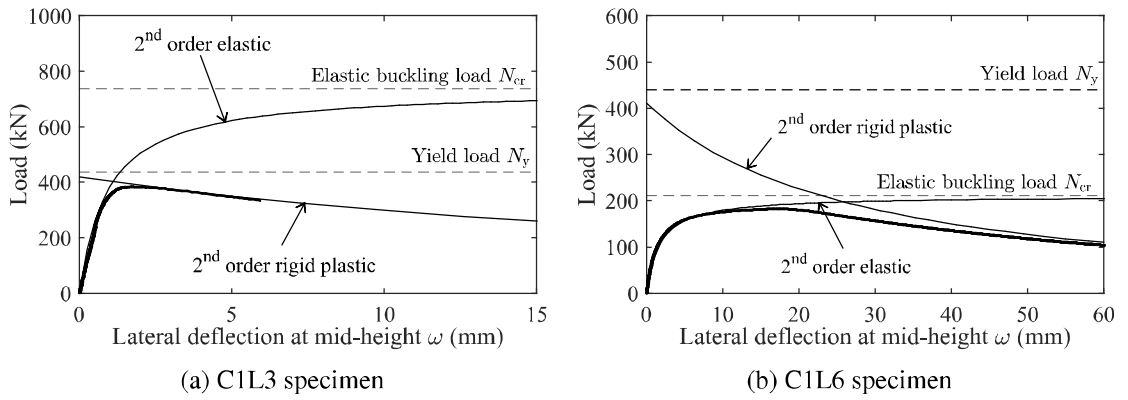 1000
800
600
400
200
0
Load (kN)
2nd order elastic
Elastic buckling load Ncr
Yield load Ny
2nd order rigid plastic
0 5 10 15
Lateral deflection at mid-height ω (mm)
(a) C1L3 specimen
600
500
400
300
200
100
0
Load (kN)
Yield load Ny
2nd order rigid plastic
Elastic buckling load Ncr
2nd order elastic
0 10 20 30 40 50 60
Lateral deflection at mid-height ω (mm)
(b) C1L6 specimen